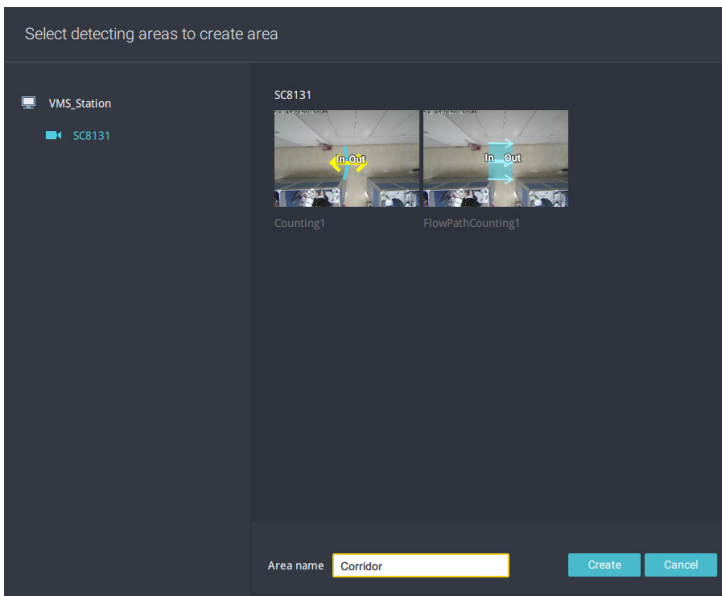 Select detecting areas to create area
VMS_Station
SC8131
SC8131
In Out
In Out
Counting1
FlowPathCounting1
Area name
Corridor
Create
Cancel